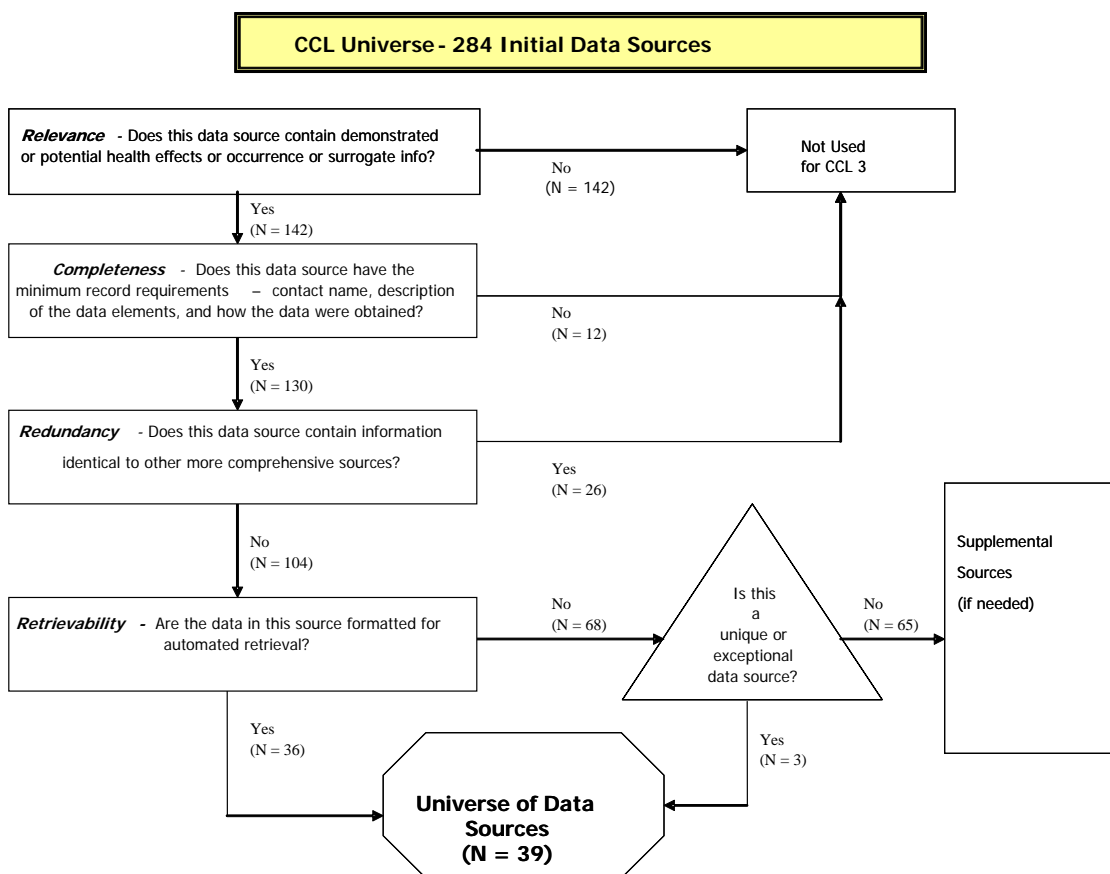 CCL Universe - 284 Initial Data Sources
Relevance - Does this data source contain demonstrated
or potential health effects or occurrence or surrogate info?
No
(N = 142)
Not Used
for CCL 3
Yes
(N = 142)
Completeness - Does this data source have the
minimum record requirements – contact name, description
of the data elements, and how the data were obtained?
No
(N = 12)
Yes
(N = 130)
Redundancy - Does this data source contain information
identical to other more comprehensive sources?
Yes
(N = 26)
No
(N = 104)
Retrievability - Are the data in this source formatted for
automated retrieval?
No
(N = 68)
Is this
a
unique or
exceptional
data source?
No
(N = 65)
Supplemental
Sources
(if needed)
Yes
(N = 36)
Yes
(N = 3)
Universe of Data
Sources
(N = 39)